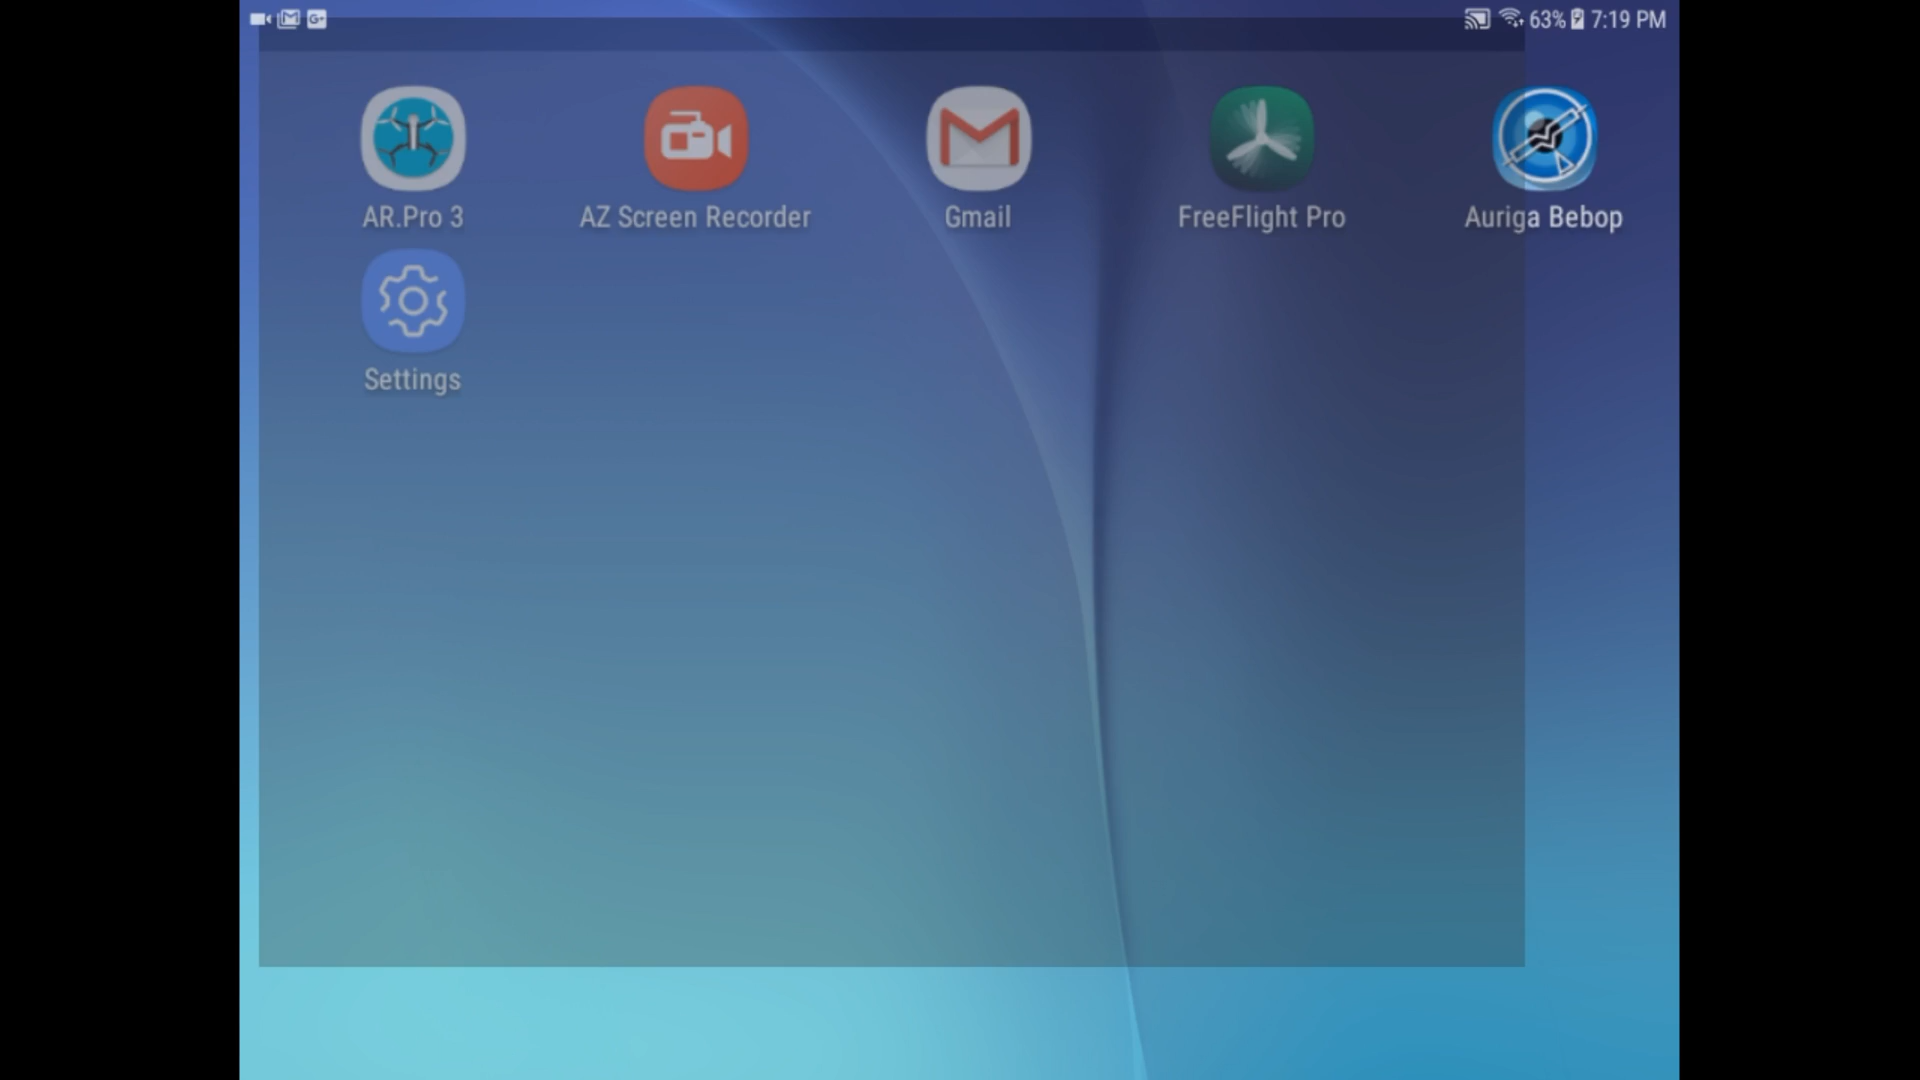 G+ 63% 7:19 PM
AR.Pro 3
AZ Screen Recorder
Gmail
FreeFlight Pro
Auriga Bebop
Settings